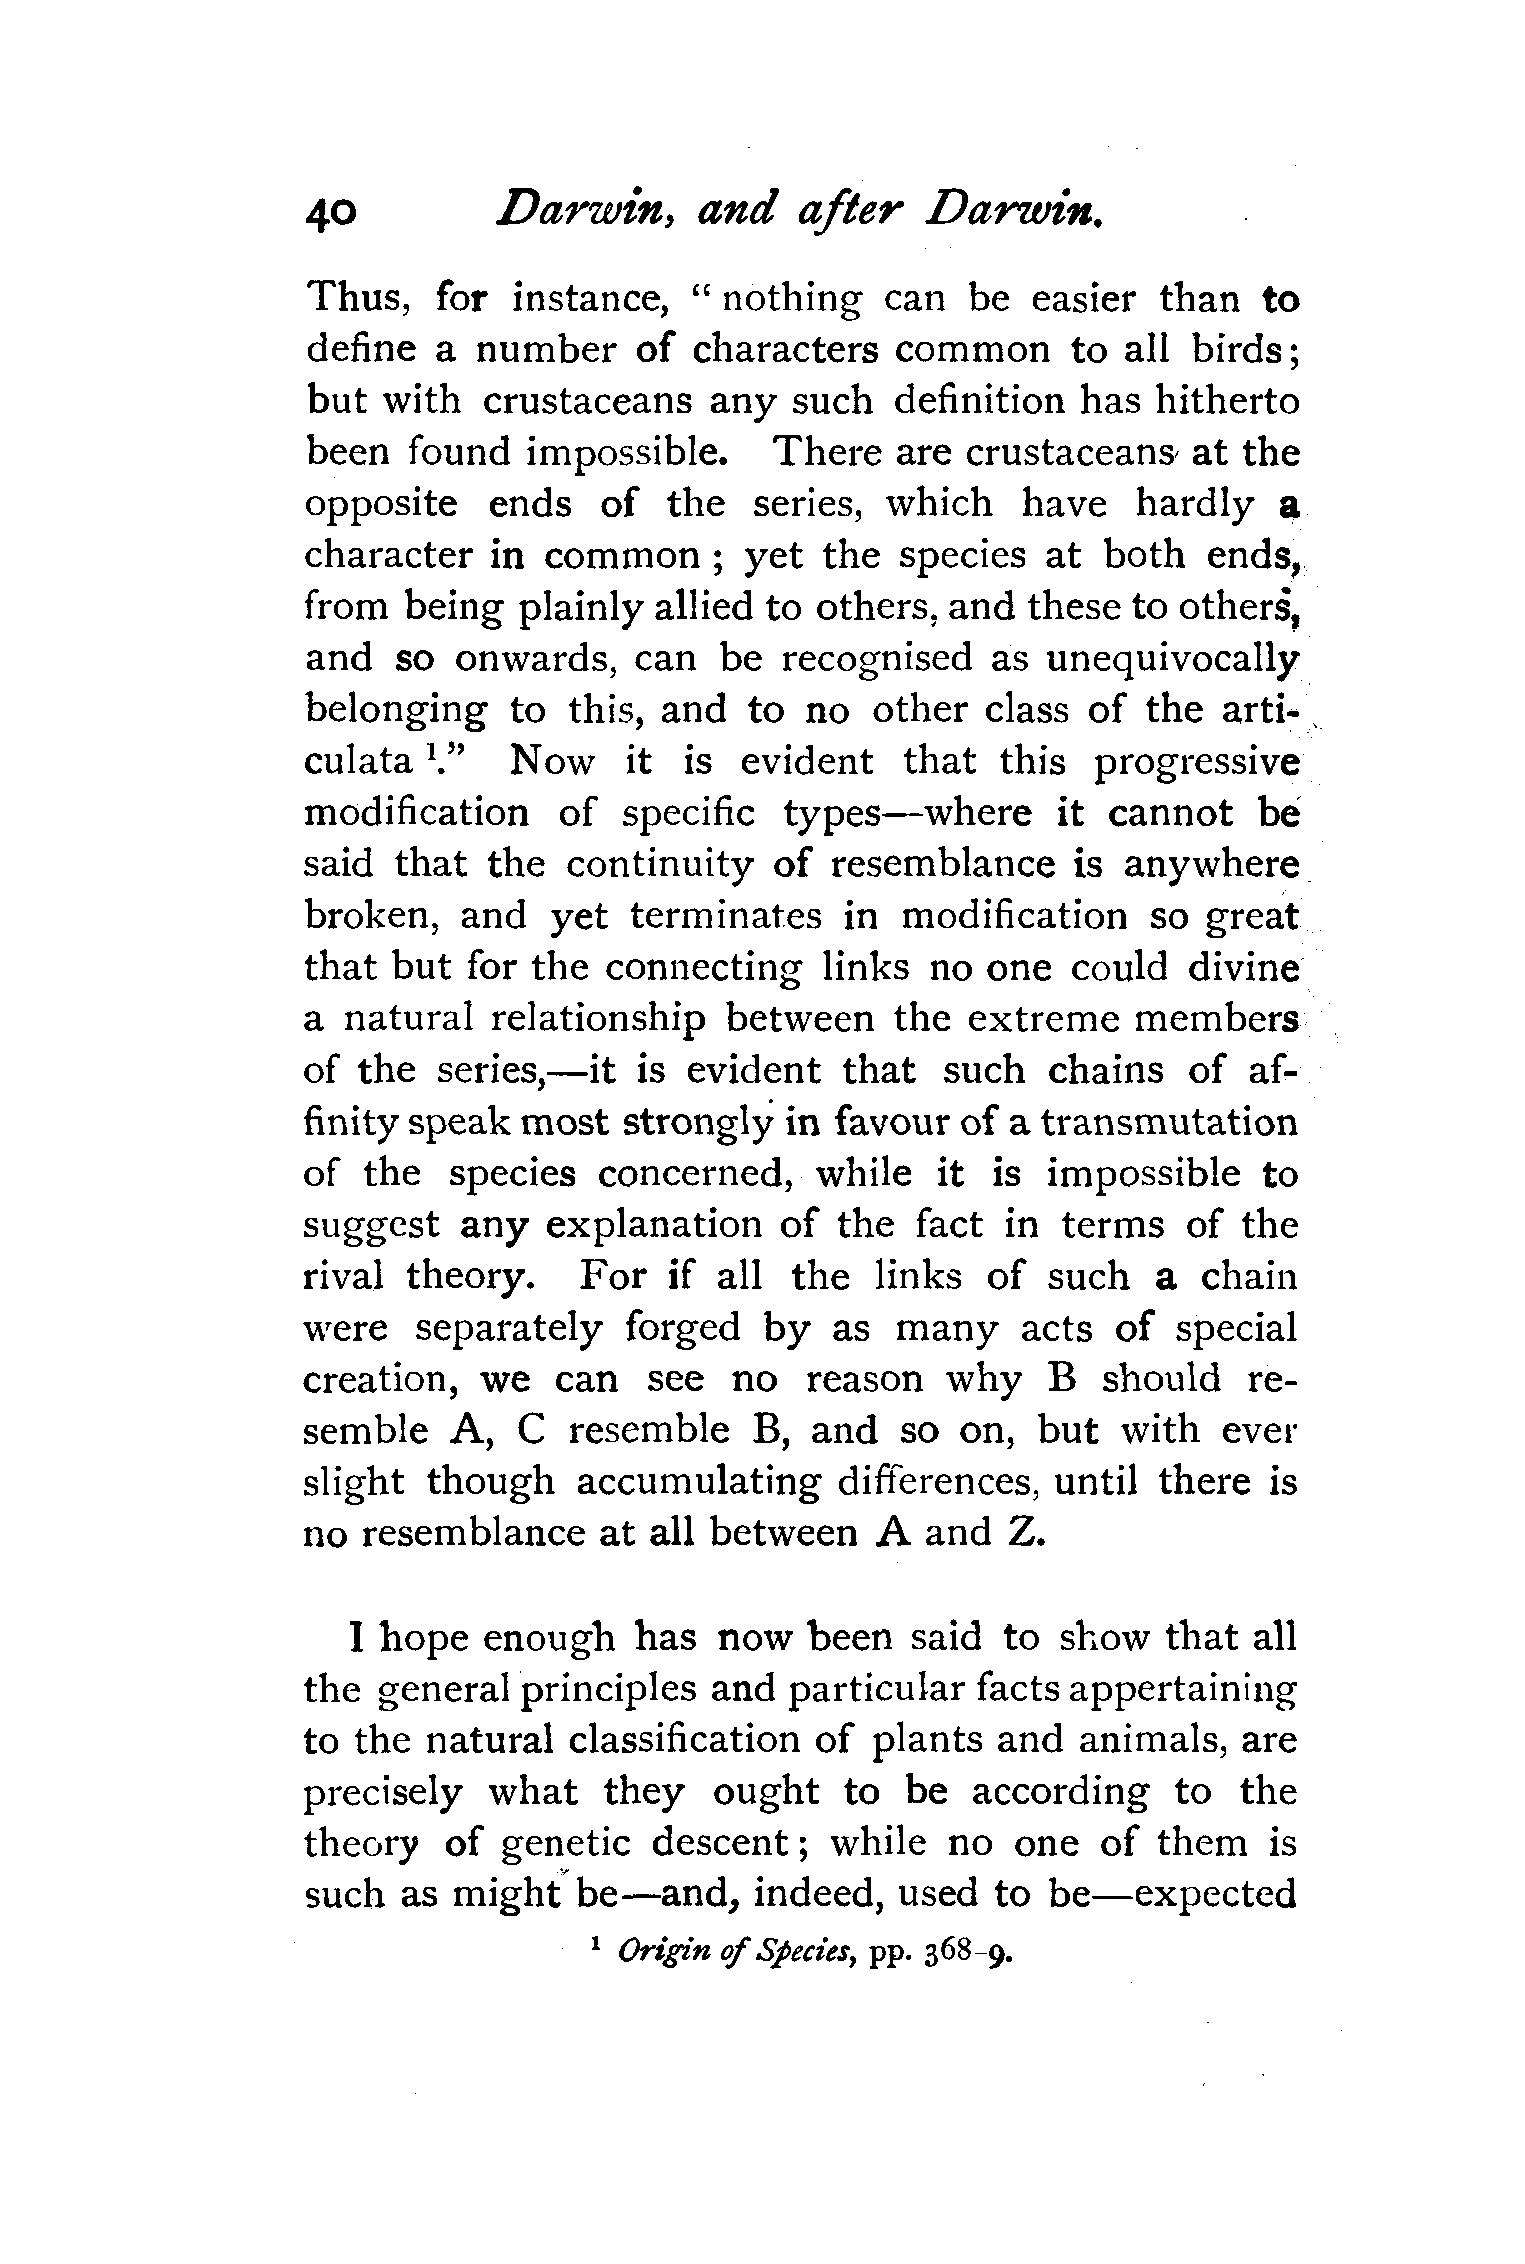 40 Darwin, and after Darwin.
Thus, for instance, “ nothing can be easier than to
define a number of characters common to all birds;
but with crustaceans any such definition has hitherto
been found impossible. There are crustaceans at the
opposite ends of the series, which have hardly a
character in common ; yet the species at both ends,
from being plainly allied to others, and these to others,
and so onwards, can be recognised as unequivocally
belonging to this, and to no other class of the arti-
culata ¹.” Now it is evident that this progressive
modification of specific types—where it cannot be
said that the continuity of resemblance is anywhere
broken, and yet terminates in modification so great
that but for the connecting links no one could divine
a natural relationship between the extreme members
of the series,—it is evident that such chains of af-
finity speak most strongly in favour of a transmutation
of the species concerned, while it is impossible to
suggest any explanation of the fact in terms of the
rival theory. For if all the links of such a chain
were separately forged by as many acts of special
creation, we can see no reason why B should re-
semble A, C resemble B, and so on, but with ever
slight though accumulating differences, until there is
no resemblance at all between A and Z.
I hope enough has now been said to show that all
the general principles and particular facts appertaining
to the natural classification of plants and animals, are
precisely what they ought to be according to the
theory of genetic descent ; while no one of them is
such as might be—and, indeed, used to be—expected
¹ Origin of Species, pp. 368-9.